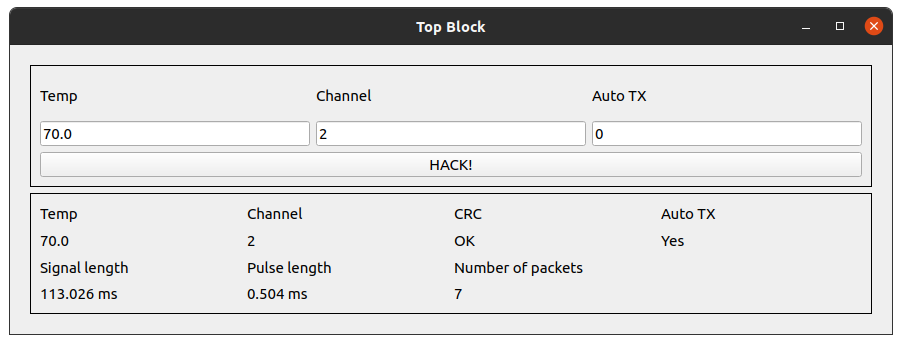 Top Block
Temp Channel Auto TX
70.0 2 0
HACK!
Temp Channel CRC Auto TX
70.0 2 OK Yes
Signal length Pulse length Number of packets
113.026 ms 0.504 ms 7